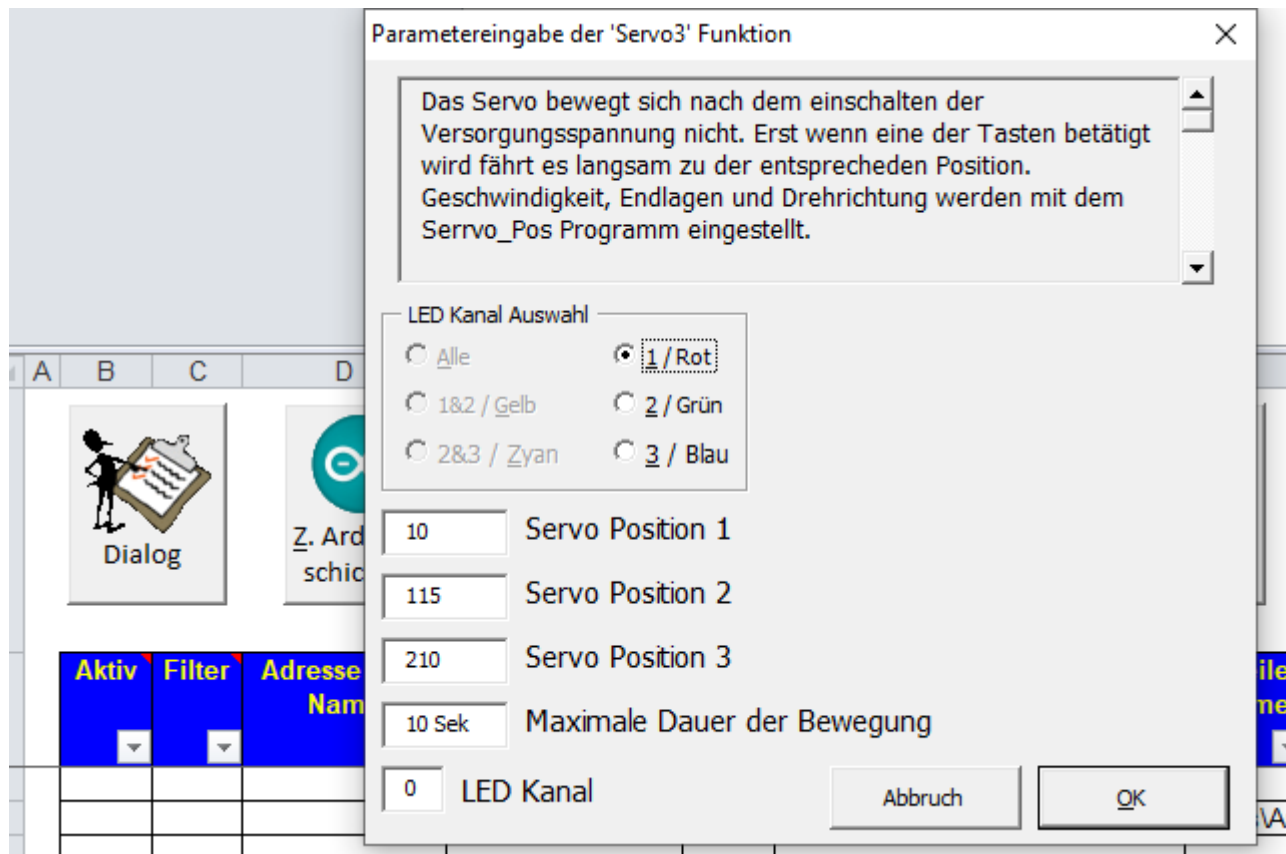 Parametereingabe der 'Servo3' Funktion
Das Servo bewegt sich nach dem einschalten der
Versorgungsspannung nicht. Erst wenn eine der Tasten betätigt
wird fährt es langsam zu der entsprecheden Position.
Geschwindigkeit, Endlagen und Drehrichtung werden mit dem
Serrvo_Pos Programm eingestellt.
LED Kanal Auswahl
Alle
1 / Rot
1&2 / Gelb
2 / Grün
2&3 / Zyan
3 / Blau
10 Servo Position 1
115 Servo Position 2
210 Servo Position 3
10 Sek Maximale Dauer der Bewegung
0 LED Kanal
Abbruch
OK
A B C D
Dialog
Z. Ard
schic
Aktiv Filter Adresse
Nam